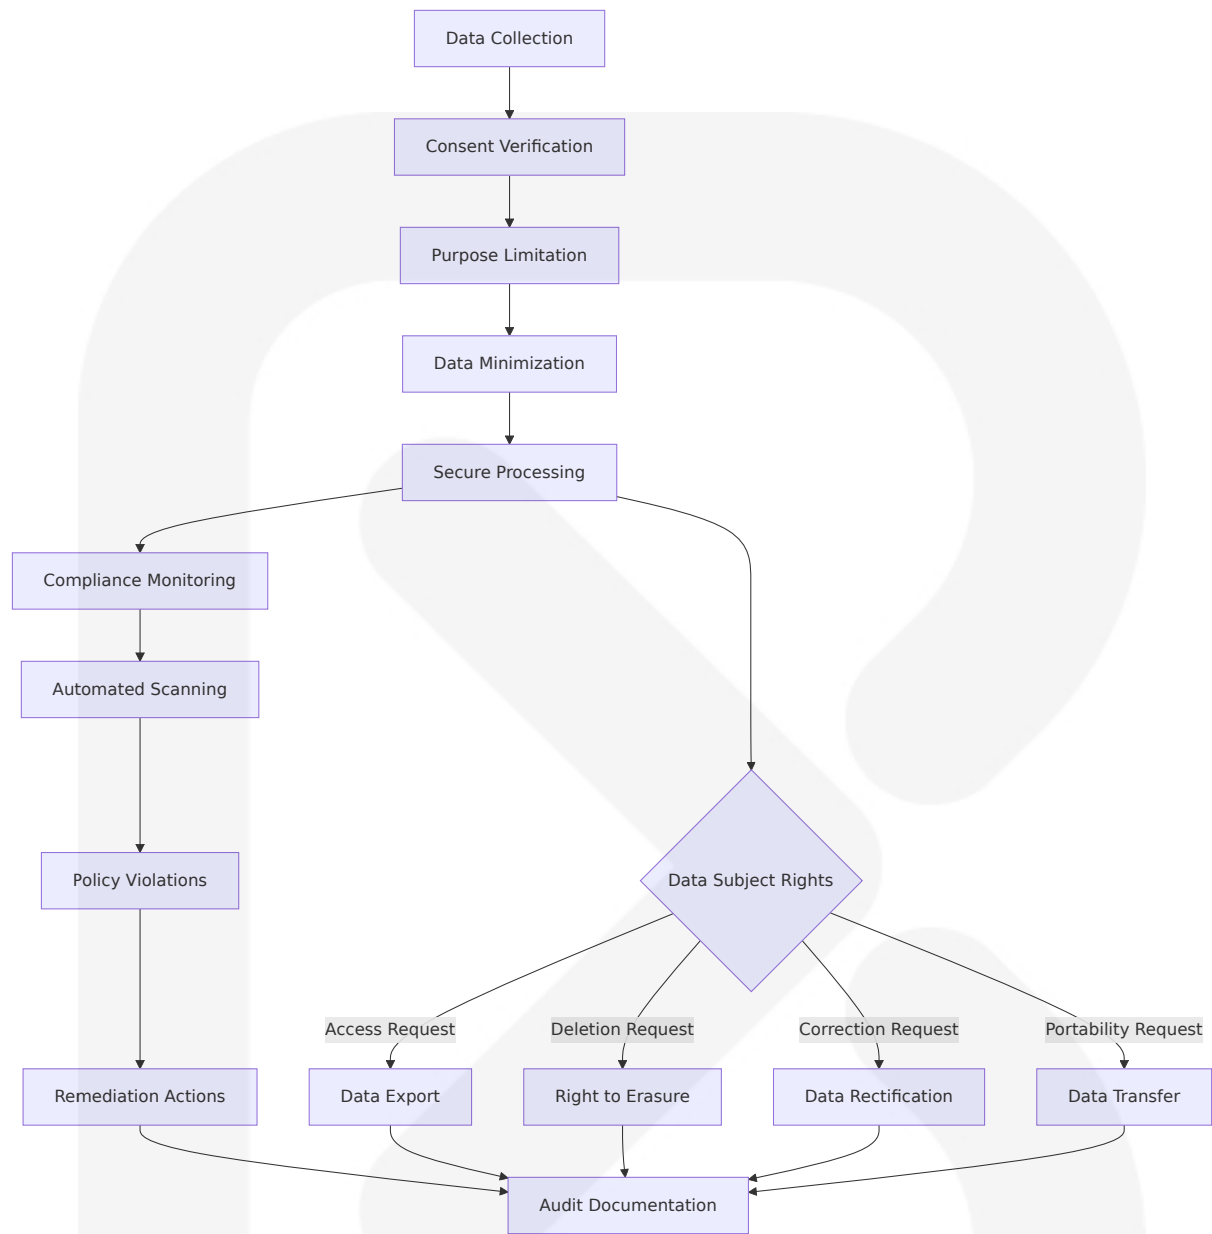 Data Collection
Consent Verification
Purpose Limitation
Data Minimization
Secure Processing
Compliance Monitoring
Automated Scanning
Policy Violations
Data Subject Rights
Access Request
Deletion Request
Correction Request
Portability Request
Remediation Actions
Data Export
Right to Erasure
Data Rectification
Data Transfer
Audit Documentation